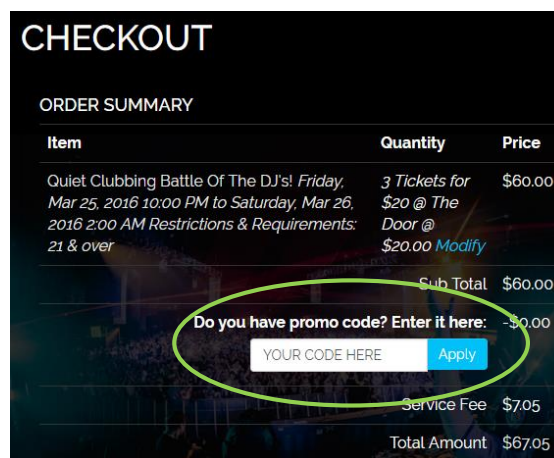 CHECKOUT
ORDER SUMMARY
Item Quantity Price
Quiet Clubbing Battle Of The DJ's! Friday, 3 Tickets for $60.00
Mar 25, 2016 10:00 PM to Saturday, Mar 26, $20 @ The
2016 2:00 AM Restrictions & Requirements: Door @
21 & over $20.00 Modify
Sub Total $60.00
Do you have promo code? Enter it here: -$0.00
YOUR CODE HERE Apply
Service Fee $7.05
Total Amount $67.05